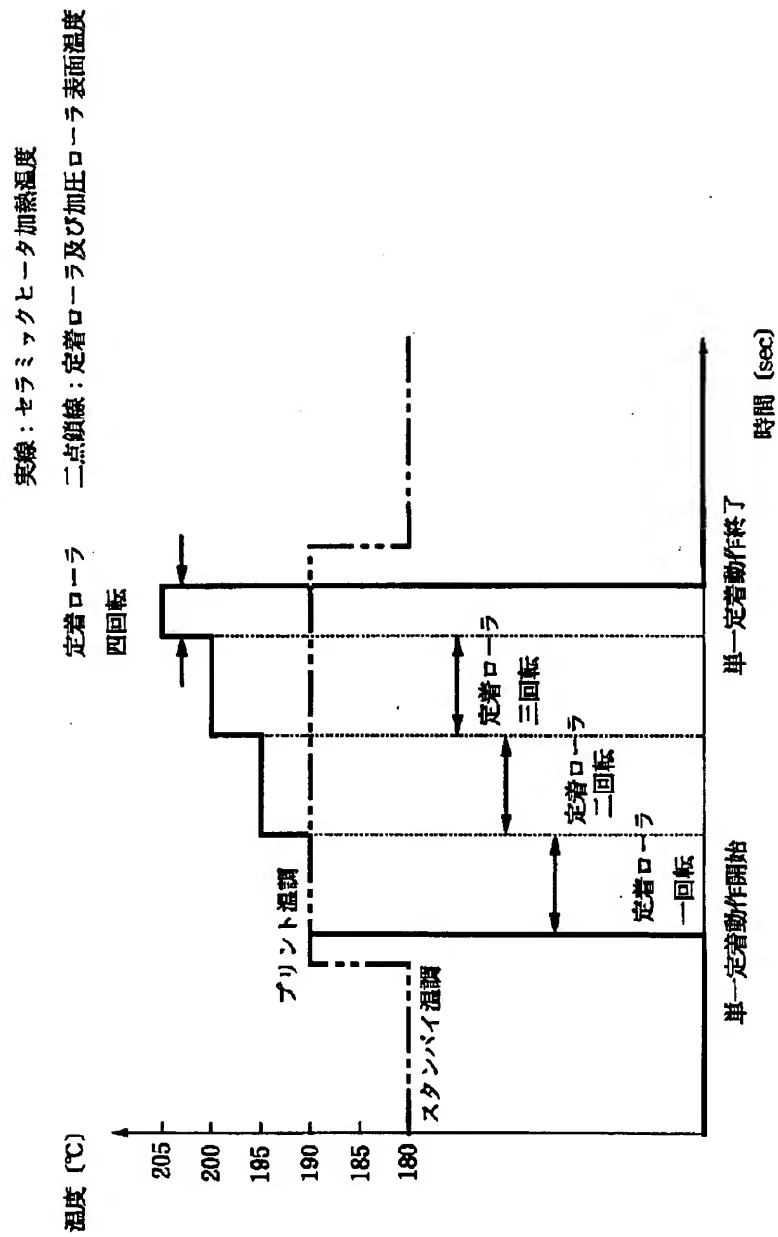 実線：セラミックヒータ加熱温度
二点鎖線：定着ローラ及び加圧ローラ表面温度
温度〔℃〕
205
200
195
190
185
180
定着ローラ
四回転
プリント温調
スタンバイ温調
定着ローラ
一回転
定着ローラ
二回転
定着ローラ
三回転
単一定着動作開始
単一定着動作終了
時間〔sec〕